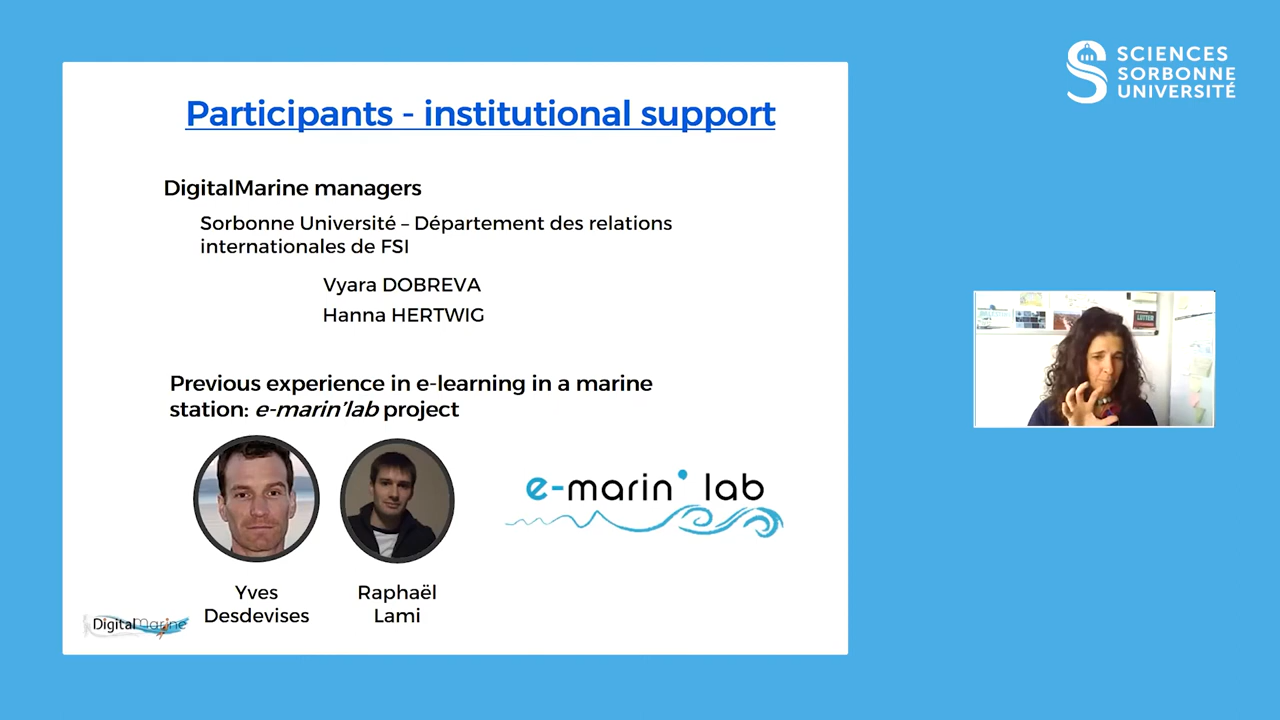 SCIENCES
SORBONNE
UNIVERSITÉ
Participants - institutional support
DigitalMarine managers
Sorbonne Université – Département des relations
internationales de FSI
Vyara DOBREVA
Hanna HERTWIG
Previous experience in e-learning in a marine
station: e-marin'lab project
e-marin' lab
Yves
Desdevises
Raphaël
Lami
DigitalMarine
LUTTER